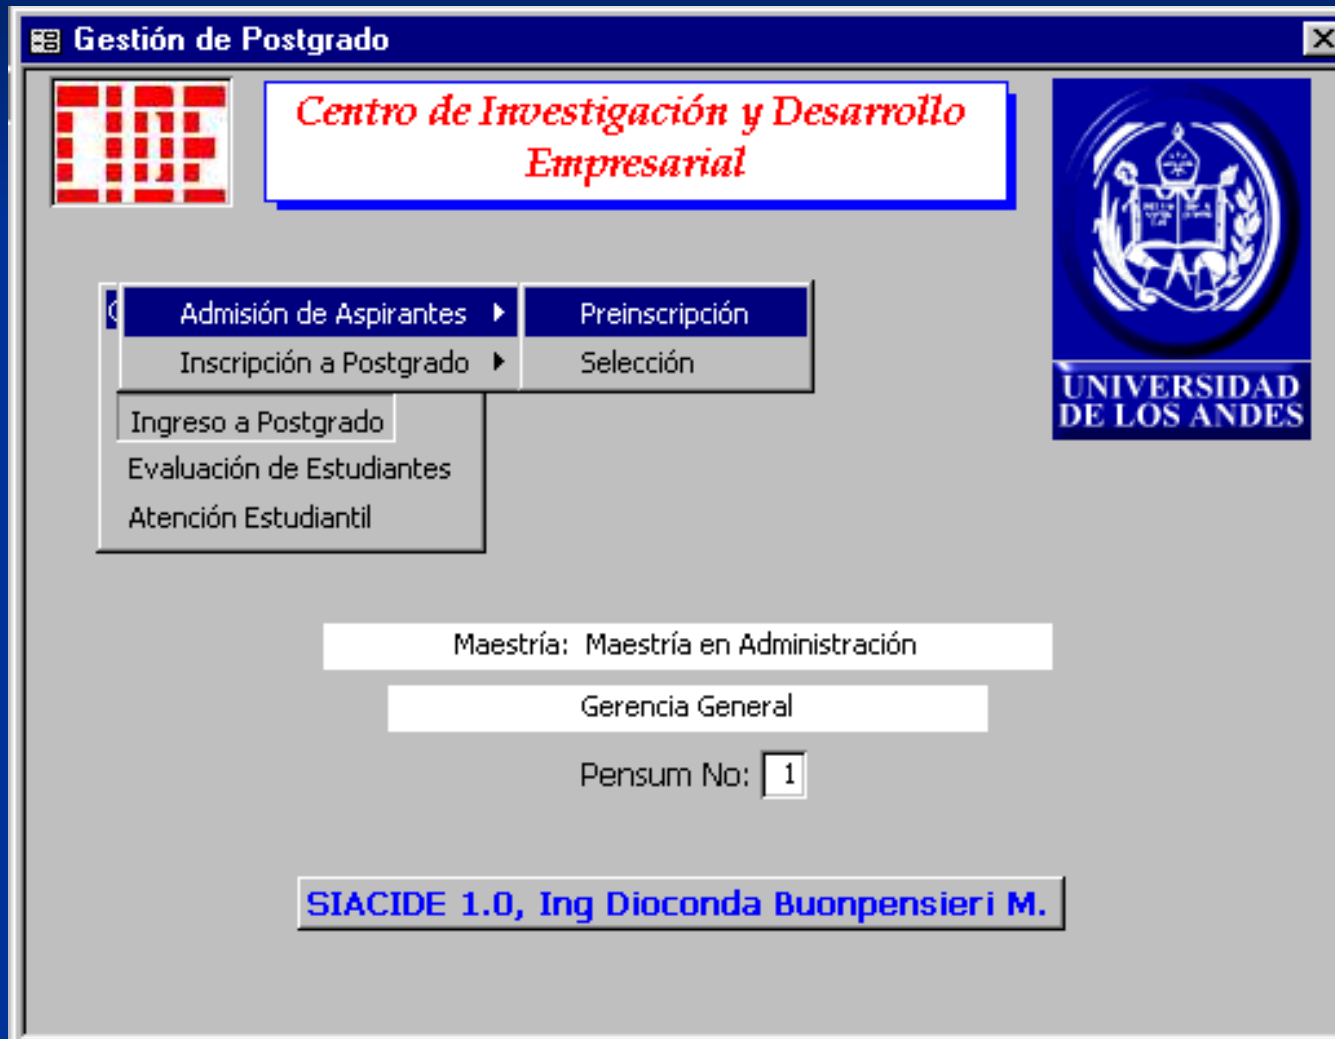 Gestión de Postgrado
CIDE
Centro de Investigación y Desarrollo
Empresarial
Admisión de Aspirantes
Preinscripción
Inscripción a Postgrado
Selección
UNIVERSIDAD
DE LOS ANDES
Ingreso a Postgrado
Evaluación de Estudiantes
Atención Estudiantil
Maestría: Maestría en Administración
Gerencia General
Pensum No: 1
SIACIDE 1.0, Ing Dioconda Buonpensieri M.